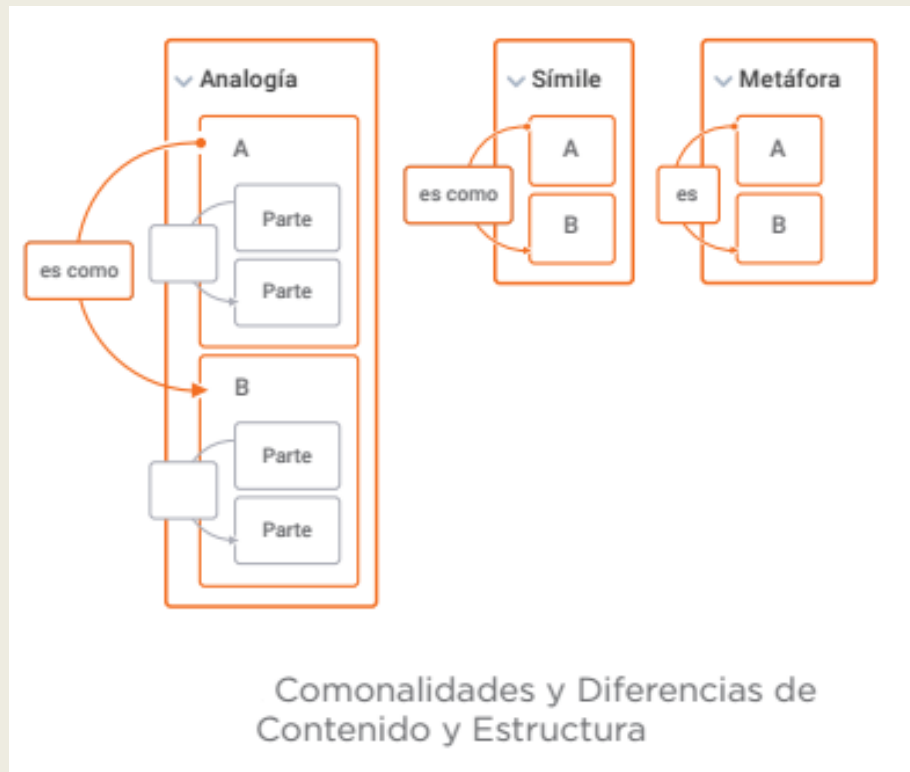 Analogía
A
Parte
Parte
es como
B
Parte
Parte
Símile
A
es como
B
Metáfora
A
es
B
Comonalidades y Diferencias de
Contenido y Estructura